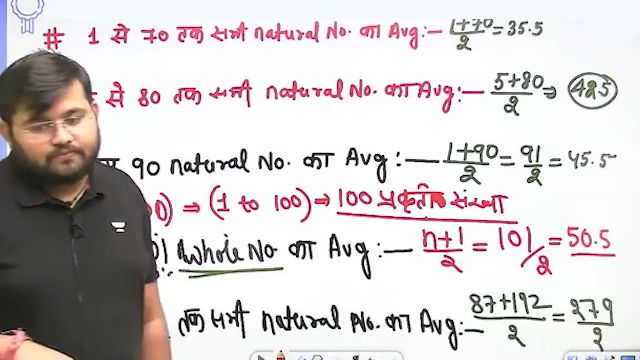 # 1 से 70 तक सभी natural No. का Avg:- 1+70/2 = 35.5
से 80 तक सभी natural No. का Avg:- 5+80/2 ⇒ 42.5
90 natural No. का Avg:- 1+90/2 = 91/2 = 45.5
⇒ (1 to 100) ⇒ 100 प्राकृतिक संख्या
Whole No का Avg:- n+1/2 = 101/2 = 50.5
तक सभी natural No. का Avg:- 87+192/2 = 279/2